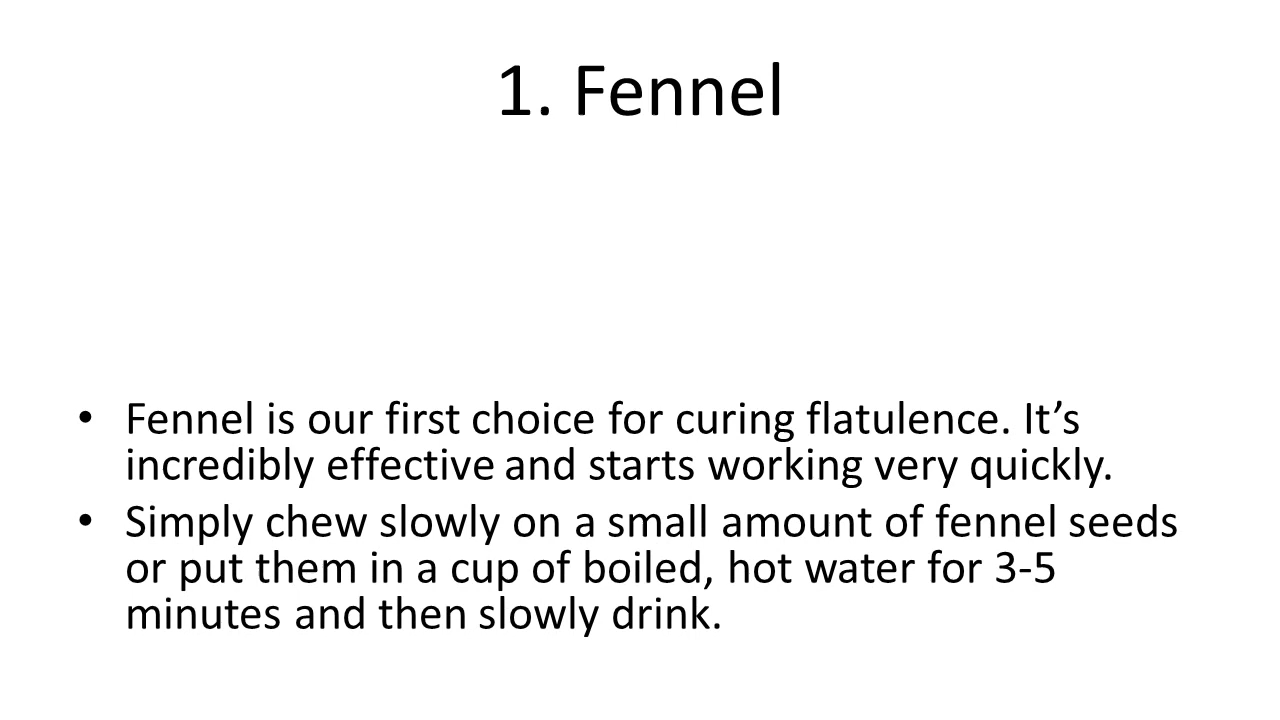 1. Fennel
• Fennel is our first choice for curing flatulence. It’s
incredibly effective and starts working very quickly.
• Simply chew slowly on a small amount of fennel seeds
or put them in a cup of boiled, hot water for 3-5
minutes and then slowly drink.